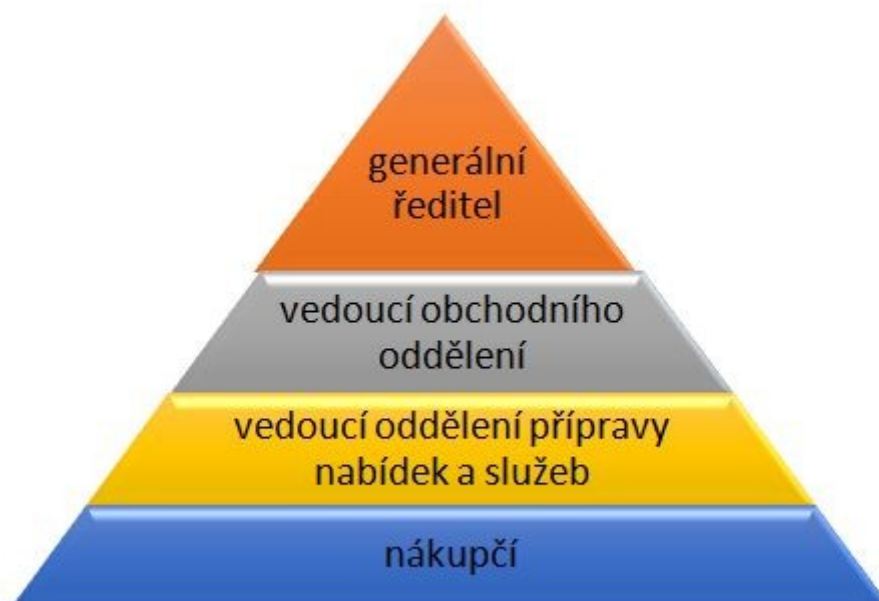 generální
ředitel
vedoucí obchodního
oddělení
vedoucí oddělení přípravy
nabídek a služeb
nákupčí